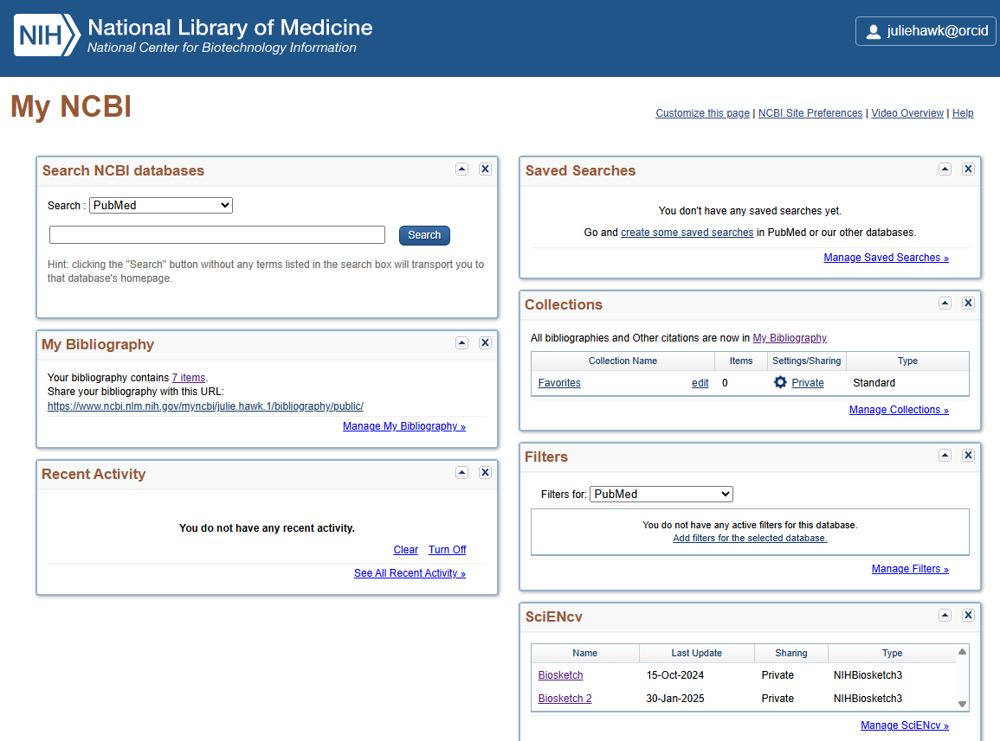 NIH National Library of Medicine
National Center for Biotechnology Information
juliehawk@orcid
My NCBI
Customize this page | NCBI Site Preferences | Video Overview | Help
Search NCBI databases
Search : PubMed
Search
Hint: clicking the "Search" button without any terms listed in the search box will transport you to
that database's homepage.
My Bibliography
Your bibliography contains 7 items.
Share your bibliography with this URL:
https://www.ncbi.nlm.nih.gov/myncbi/julie.hawk.1/bibliography/public/
Manage My Bibliography »
Recent Activity
You do not have any recent activity.
Clear Turn Off
See All Recent Activity »
Saved Searches
You don't have any saved searches yet.
Go and create some saved searches in PubMed or our other databases.
Manage Saved Searches »
Collections
All bibliographies and Other citations are now in My Bibliography
Collection Name Items Settings/Sharing Type
Favorites edit 0 Private Standard
Manage Collections »
Filters
Filters for: PubMed
You do not have any active filters for this database.
Add filters for the selected database.
Manage Filters »
SciENcv
Name Last Update Sharing Type
Biosketch 15-Oct-2024 Private NIHBiosketch3
Biosketch 2 30-Jan-2025 Private NIHBiosketch3
Manage SciENcv »